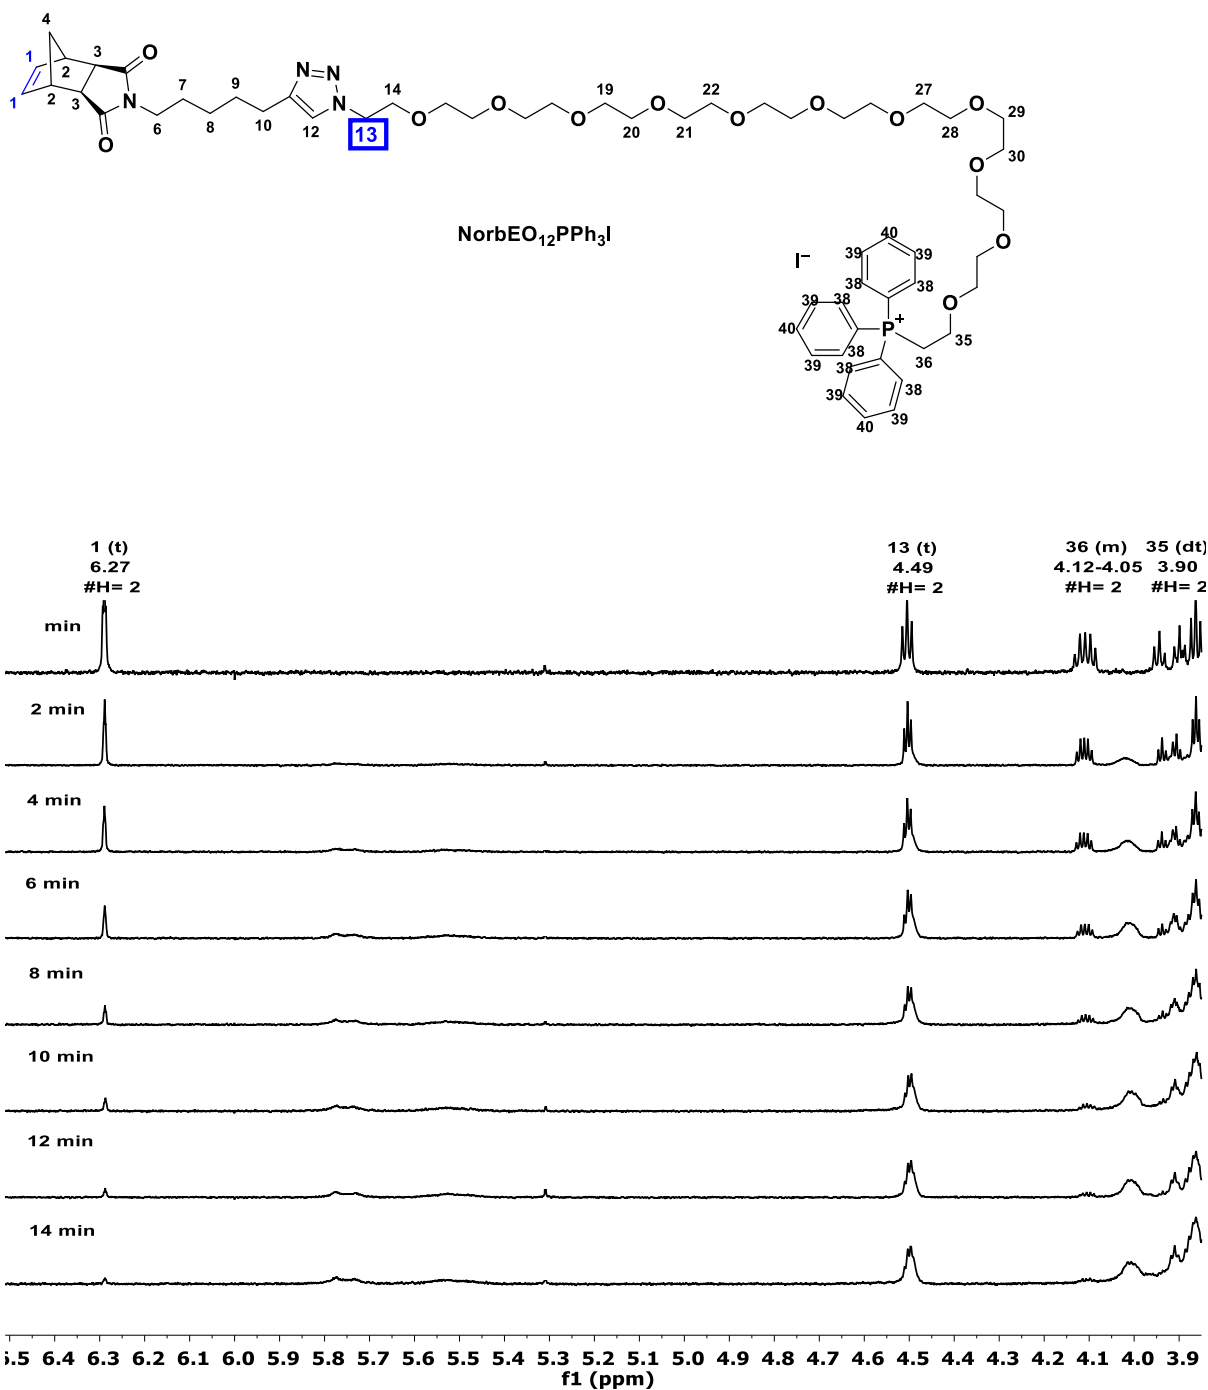 4
1
3
O
2
N
N
7
9
14
19
22
27
O
29
N
N
O
O
O
O
O
O
O
1
2
3
6
8
10
12
13
20
21
28
O
O
30
NorbEO12PPh3I
O
I–
40
39
39
38
38
O
39
38
P+
35
40
38
36
39
38
38
39
39
40
1 (t)
6.27
#H= 2
13 (t)
4.49
#H= 2
36 (m)
4.12-4.05
#H= 2
35 (dt)
3.90
#H= 2
min
2 min
4 min
6 min
8 min
10 min
12 min
14 min
5.5 6.4 6.3 6.2 6.1 6.0 5.9 5.8 5.7 5.6 5.5 5.4 5.3 5.2 5.1 5.0 4.9 4.8 4.7 4.6 4.5 4.4 4.3 4.2 4.1 4.0 3.9
f1 (ppm)